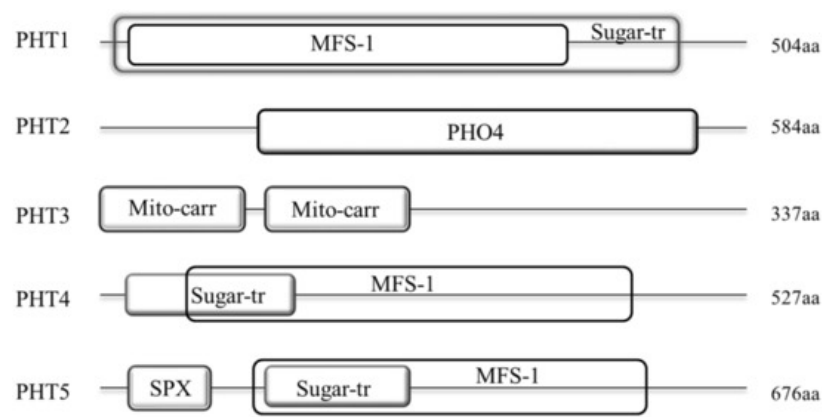 PHT1 MFS-1 Sugar-tr 504aa
PHT2 PHO4 584aa
PHT3 Mito-carr Mito-carr 337aa
PHT4 Sugar-tr MFS-1 527aa
PHT5 SPX Sugar-tr MFS-1 676aa